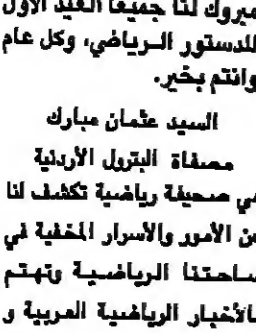 مبروك لنا جميعا العيد الأول
للدستور الرياضي، وكل عام
وانتم بخير.
السيد عثمان مبارك
مصفاة البترول الأردنية
هي صحيفة رياضية تكشف لنا
عن الأمور والأسرار المخفية في
ساحتنا الرياضية وتهتم
بالأخبار الرياضية العربية و